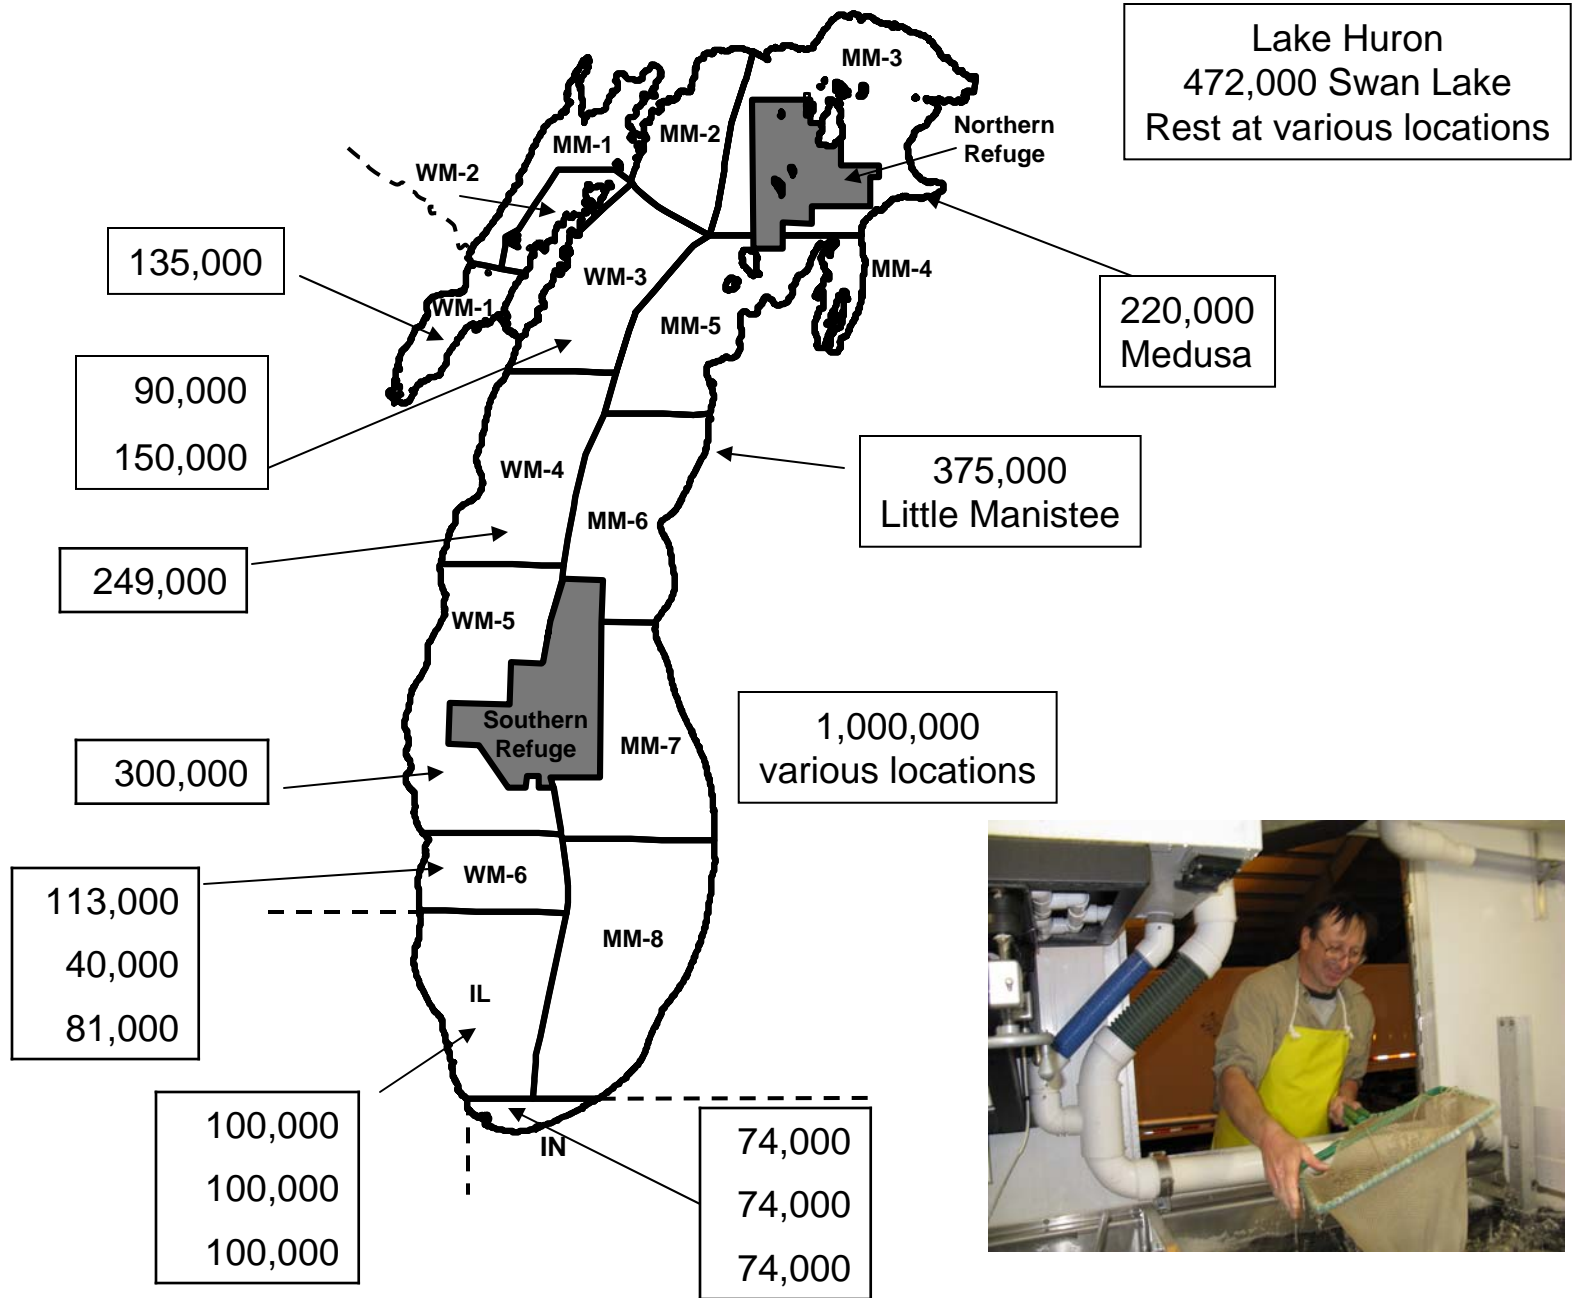 Lake Huron
472,000 Swan Lake
Rest at various locations
MM-3
MM-2
MM-1
Northern
Refuge
WM-2
135,000
WM-3
MM-4
WM-1
MM-5
220,000
Medusa
90,000
150,000
WM-4
375,000
Little Manistee
MM-6
249,000
WM-5
Southern
Refuge
MM-7
1,000,000
various locations
300,000
WM-6
113,000
40,000
81,000
MM-8
IL
100,000
100,000
100,000
IN
74,000
74,000
74,000